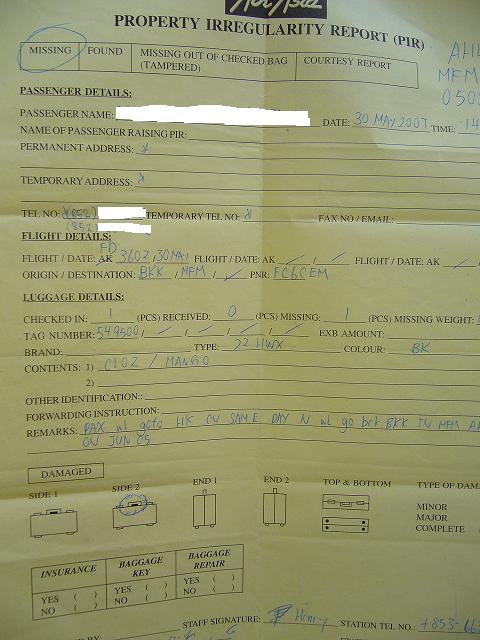 AirAsia
PROPERTY IRREGULARITY REPORT (PIR)
MISSING FOUND MISSING OUT OF CHECKED BAG (TAMPERED) COURTESY REPORT
MFM
PASSENGER DETAILS:
PASSENGER NAME: DATE: 30 MAY 2007 TIME: 14
NAME OF PASSENGER RAISING PIR:
PERMANENT ADDRESS: x
TEMPORARY ADDRESS: x
TEL NO: (852) TEMPORARY TEL NO: x FAX NO / EMAIL:
(852)
FLIGHT DETAILS:
FD
FLIGHT / DATE: AK 3602 / 30 MAY FLIGHT / DATE: AK / FLIGHT / DATE: AK /
ORIGIN / DESTINATION: BKK / MFM / PNR: FC6CEM
LUGGAGE DETAILS:
CHECKED IN: 1 (PCS) RECEIVED: 0 (PCS) MISSING: 1 (PCS) MISSING WEIGHT:
TAG NUMBER: 549500 / / / / EXB AMOUNT:
BRAND: TYPE: 22 HWX COLOUR: BK
CONTENTS: 1) CLOZ / MANGO
2)
OTHER IDENTIFICATION:
FORWARDING INSTRUCTION:
REMARKS: PAX wl goto HK ON SAME DAY N wl go bck BKK IN MFM
ON JUN 05
DAMAGED
SIDE 1 SIDE 2 END 1 END 2 TOP & BOTTOM TYPE OF DAM
MINOR
MAJOR
COMPLETE
INSURANCE BAGGAGE KEY BAGGAGE REPAIR
YES ( ) YES ( ) YES ( )
NO ( ) NO ( ) NO ( )
STAFF SIGNATURE: Henry STATION TEL NO.: +853-66